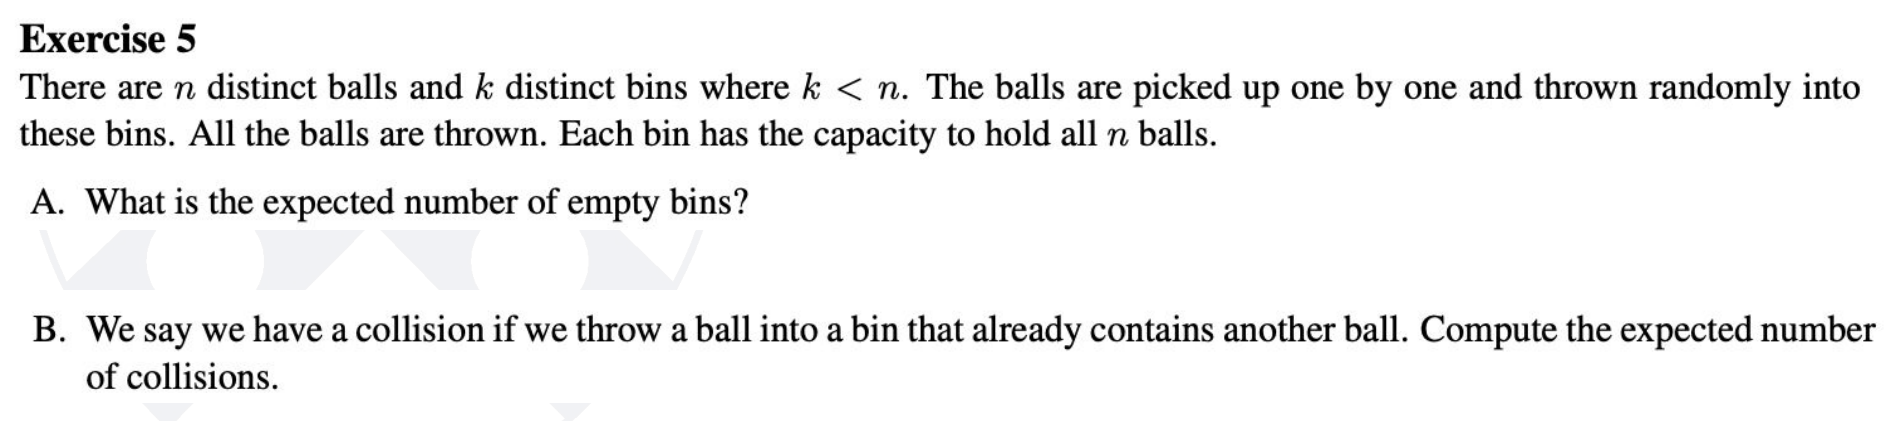 Exercise 5
There are n distinct balls and k distinct bins where k < n. The balls are picked up one by one and thrown randomly into
these bins. All the balls are thrown. Each bin has the capacity to hold all n balls.
A. What is the expected number of empty bins?
B. We say we have a collision if we throw a ball into a bin that already contains another ball. Compute the expected number
of collisions.